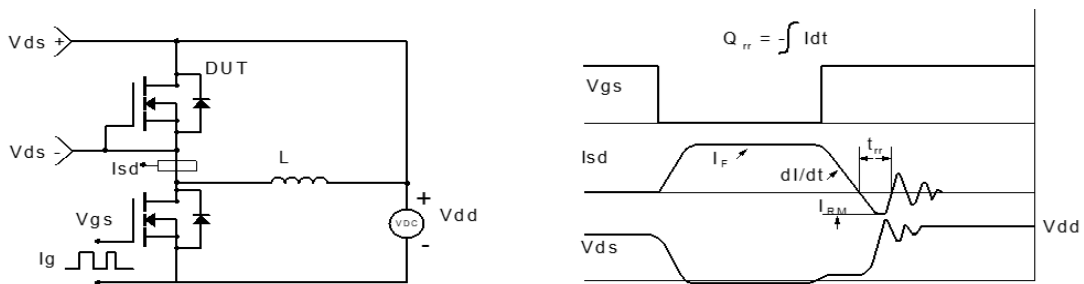 Vds +
DUT
Vds -
Isd
L
Vgs
Ig
+
VDC
-
Vdd
Q rr = -∫ Idt
Vgs
Isd
I F
dI/dt
t rr
I RM
Vdd
Vds